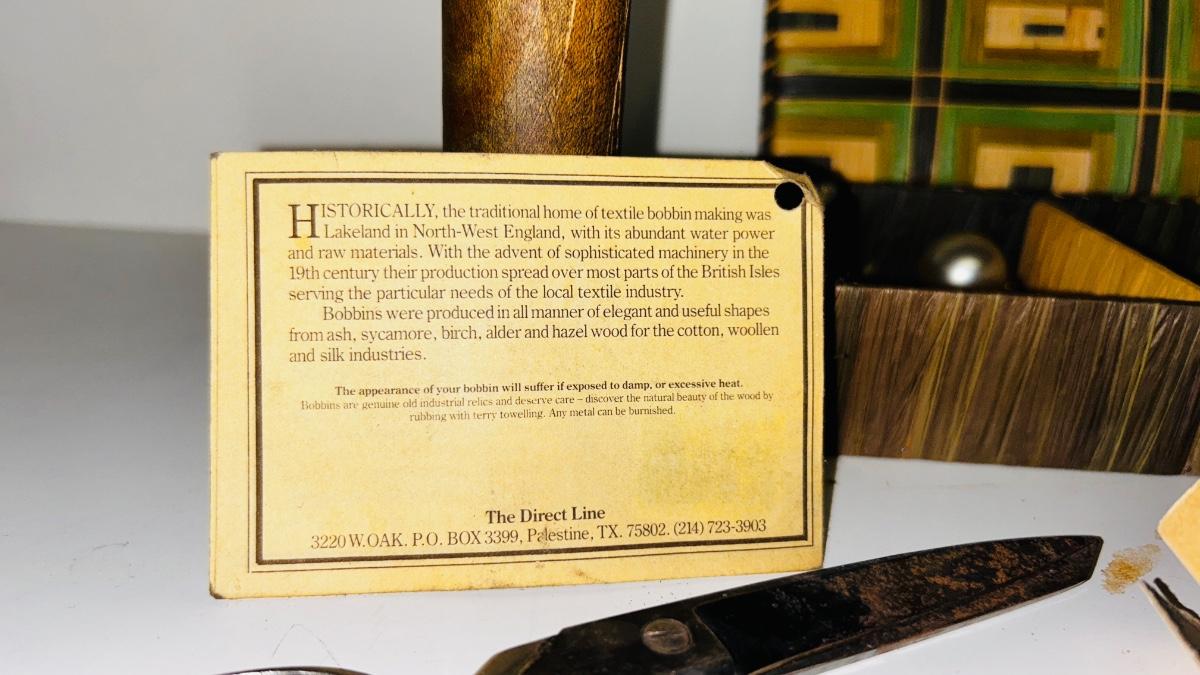 HISTORICALLY, the traditional home of textile bobbin making was
Lakeland in North-West England, with its abundant water power
and raw materials. With the advent of sophisticated machinery in the
19th century their production spread over most parts of the British Isles
serving the particular needs of the local textile industry.
Bobbins were produced in all manner of elegant and useful shapes
from ash, sycamore, birch, alder and hazel wood for the cotton, woollen
and silk industries.
The appearance of your bobbin will suffer if exposed to damp, or excessive heat.
Bobbins are genuine old industrial relics and deserve care – discover the natural beauty of the wood by
rubbing with terry towelling. Any metal can be burnished.
The Direct Line
3220 W. OAK. P.O. BOX 3399, Palestine, TX. 75802. (214) 723-3903